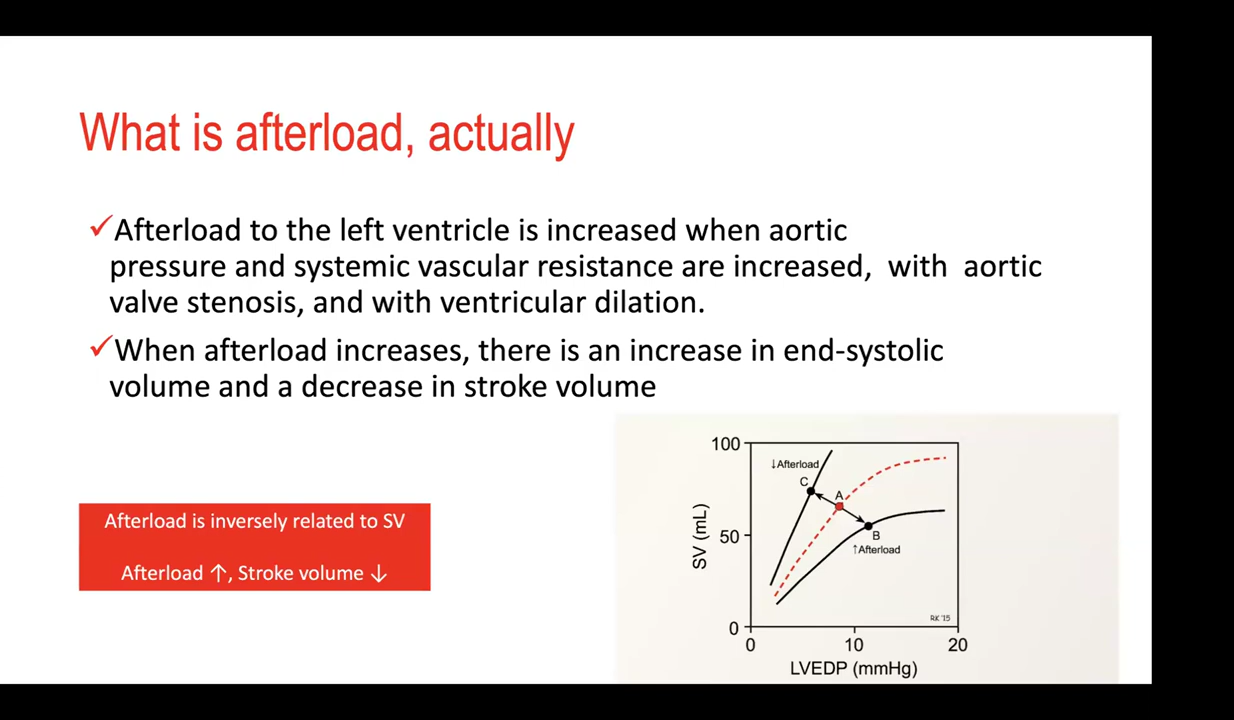 What is afterload, actually
✓Afterload to the left ventricle is increased when aortic
pressure and systemic vascular resistance are increased, with aortic
valve stenosis, and with ventricular dilation.
✓When afterload increases, there is an increase in end-systolic
volume and a decrease in stroke volume
Afterload is inversely related to SV
Afterload ↑, Stroke volume ↓
100
50
0
SV (mL)
↓Afterload
C
A
B
↑Afterload
RK '15
0 10 20
LVEDP (mmHg)